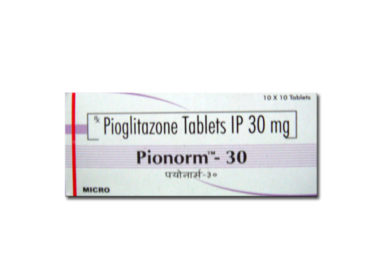 10 X 10 Tablets
Rx Pioglitazone Tablets IP 30 mg
Pionorm™- 30
पयोनार्म-३०
MICRO